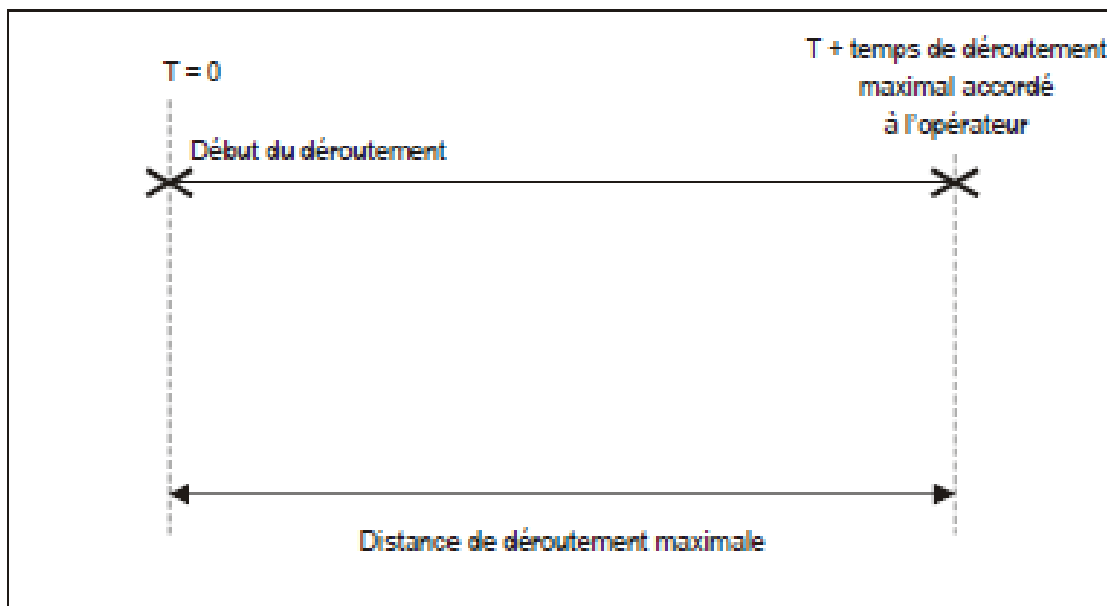 T = 0
T + temps de déroutement
maximal accordé
à l'opérateur
Début du déroutement
Distance de déroutement maximale